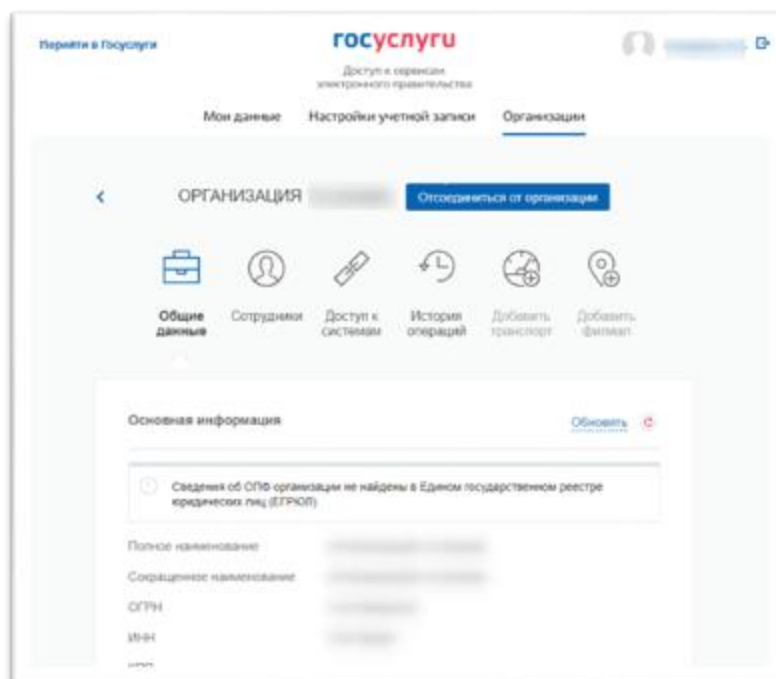 Перейти в Госуслуги
госуслуги
Доступ к сервисам
электронного правительства
Мои данные Настройки учетной записи Организации
ОРГАНИЗАЦИЯ Отсоединиться от организации
Общие данные
Сотрудники
Доступ к системам
История операций
Добавить транспорт
Добавить филиал
Основная информация Обновить
Сведения об ОПФ организации не найдены в Едином государственном реестре
юридических лиц (ЕГРЮЛ)
Полное наименование
Сокращенное наименование
ОГРН
ИНН